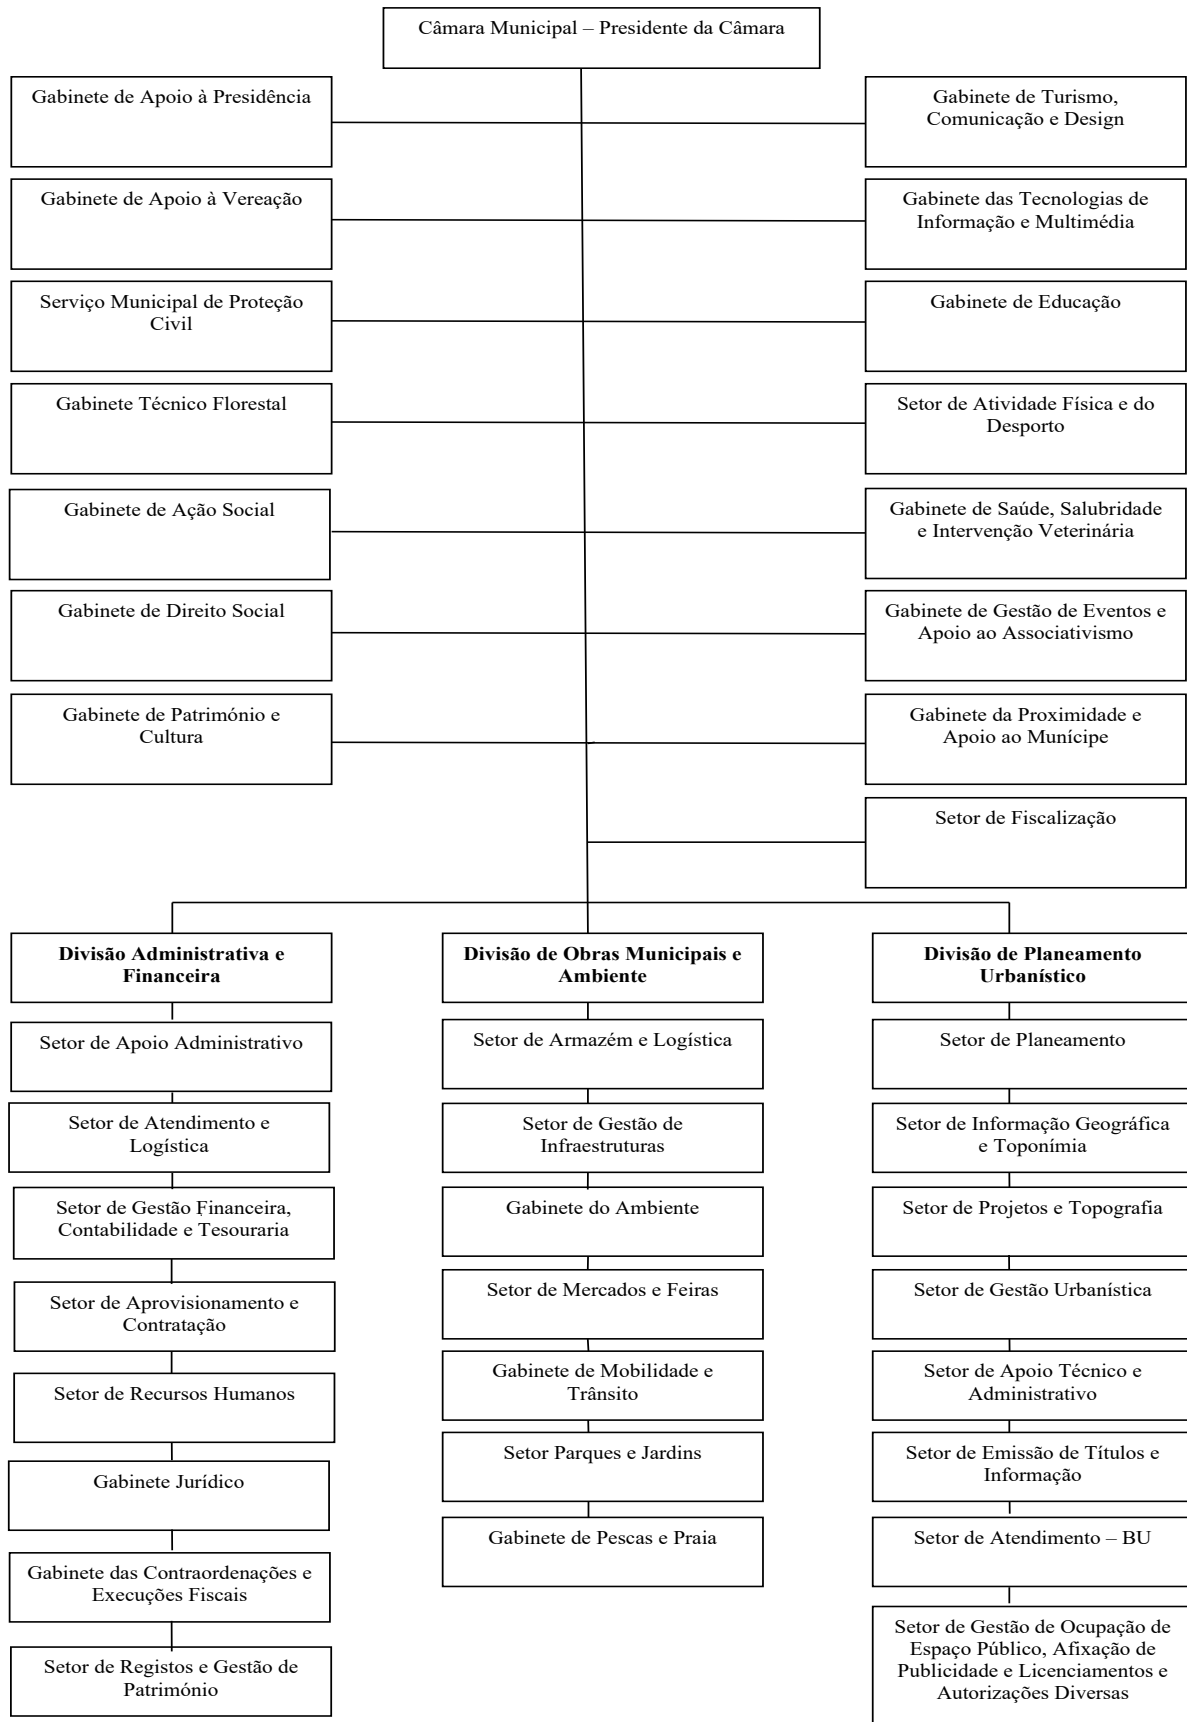 Câmara Municipal – Presidente da Câmara
Gabinete de Apoio à Presidência
Gabinete de Turismo,
Comunicação e Design
Gabinete de Apoio à Vereação
Gabinete das Tecnologias de
Informação e Multimédia
Serviço Municipal de Proteção
Civil
Gabinete de Educação
Gabinete Técnico Florestal
Setor de Atividade Física e do
Desporto
Gabinete de Ação Social
Gabinete de Saúde, Salubridade
e Intervenção Veterinária
Gabinete de Direito Social
Gabinete de Gestão de Eventos e
Apoio ao Associativismo
Gabinete de Património e
Cultura
Gabinete da Proximidade e
Apoio ao Munícipe
Setor de Fiscalização
Divisão Administrativa e
Financeira
Setor de Apoio Administrativo
Setor de Atendimento e
Logística
Setor de Gestão Financeira,
Contabilidade e Tesouraria
Setor de Aprovisionamento e
Contratação
Setor de Recursos Humanos
Gabinete Jurídico
Gabinete das Contraordenações e
Execuções Fiscais
Setor de Registos e Gestão de
Património
Divisão de Obras Municipais e
Ambiente
Setor de Armazém e Logística
Setor de Gestão de
Infraestruturas
Gabinete do Ambiente
Setor de Mercados e Feiras
Gabinete de Mobilidade e
Trânsito
Setor Parques e Jardins
Gabinete de Pescas e Praia
Divisão de Planeamento
Urbanístico
Setor de Planeamento
Setor de Informação Geográfica
e Toponímia
Setor de Projetos e Topografia
Setor de Gestão Urbanística
Setor de Apoio Técnico e
Administrativo
Setor de Emissão de Títulos e
Informação
Setor de Atendimento – BU
Setor de Gestão de Ocupação de
Espaço Público, Afixação de
Publicidade e Licenciamentos e
Autorizações Diversas